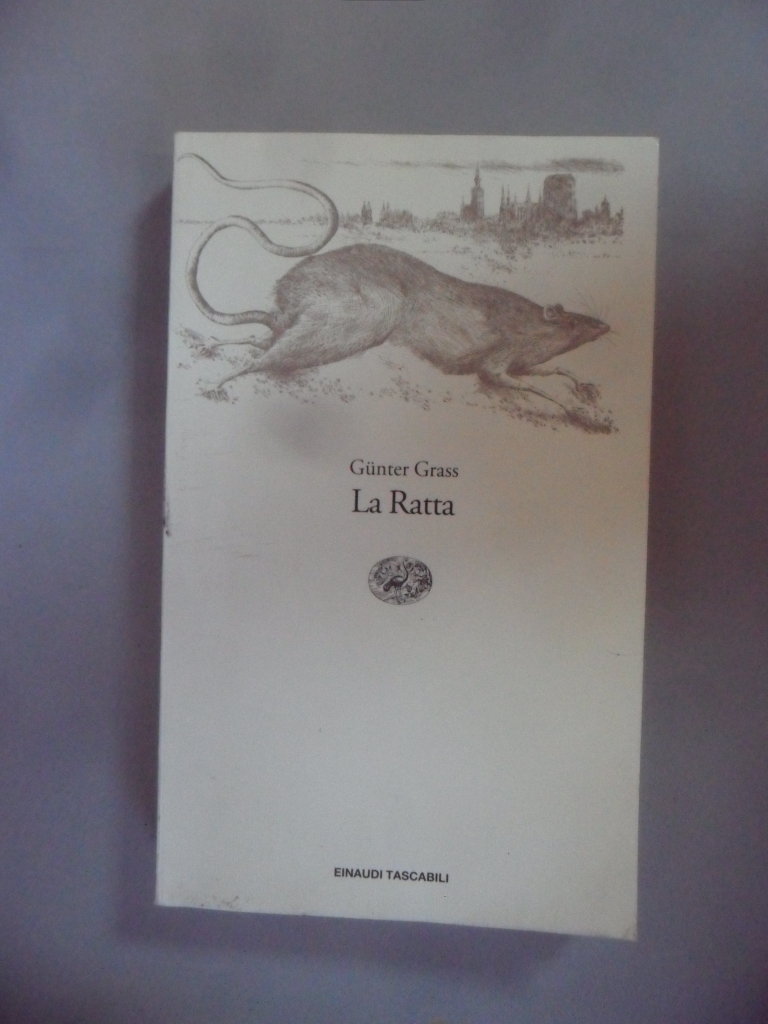 Günter Grass
La Ratta
EINAUDI TASCABILI